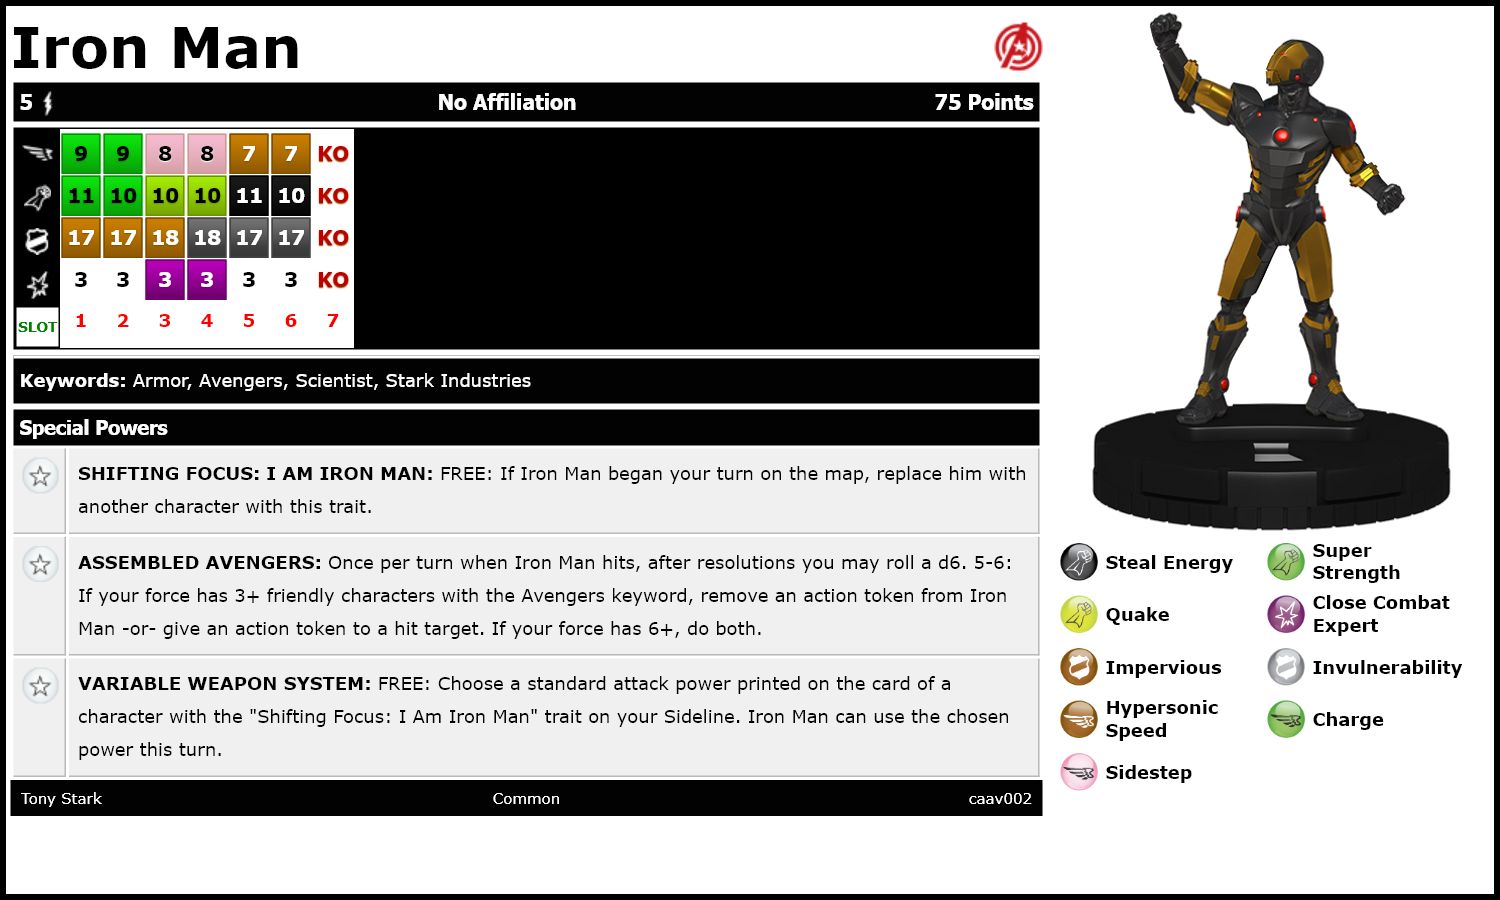 Iron Man
5 No Affiliation 75 Points
9 9 8 8 7 7 KO
11 10 10 10 11 10 KO
17 17 18 18 17 17 KO
3 3 3 3 3 3 KO
SLOT 1 2 3 4 5 6 7
Keywords: Armor, Avengers, Scientist, Stark Industries
Special Powers
SHIFTING FOCUS: I AM IRON MAN: FREE: If Iron Man began your turn on the map, replace him with
another character with this trait.
ASSEMBLED AVENGERS: Once per turn when Iron Man hits, after resolutions you may roll a d6. 5-6:
If your force has 3+ friendly characters with the Avengers keyword, remove an action token from Iron
Man -or- give an action token to a hit target. If your force has 6+, do both.
VARIABLE WEAPON SYSTEM: FREE: Choose a standard attack power printed on the card of a
character with the "Shifting Focus: I Am Iron Man" trait on your Sideline. Iron Man can use the chosen
power this turn.
Tony Stark Common caav002
Steal Energy
Super
Strength
Quake
Close Combat
Expert
Impervious
Invulnerability
Hypersonic
Speed
Charge
Sidestep